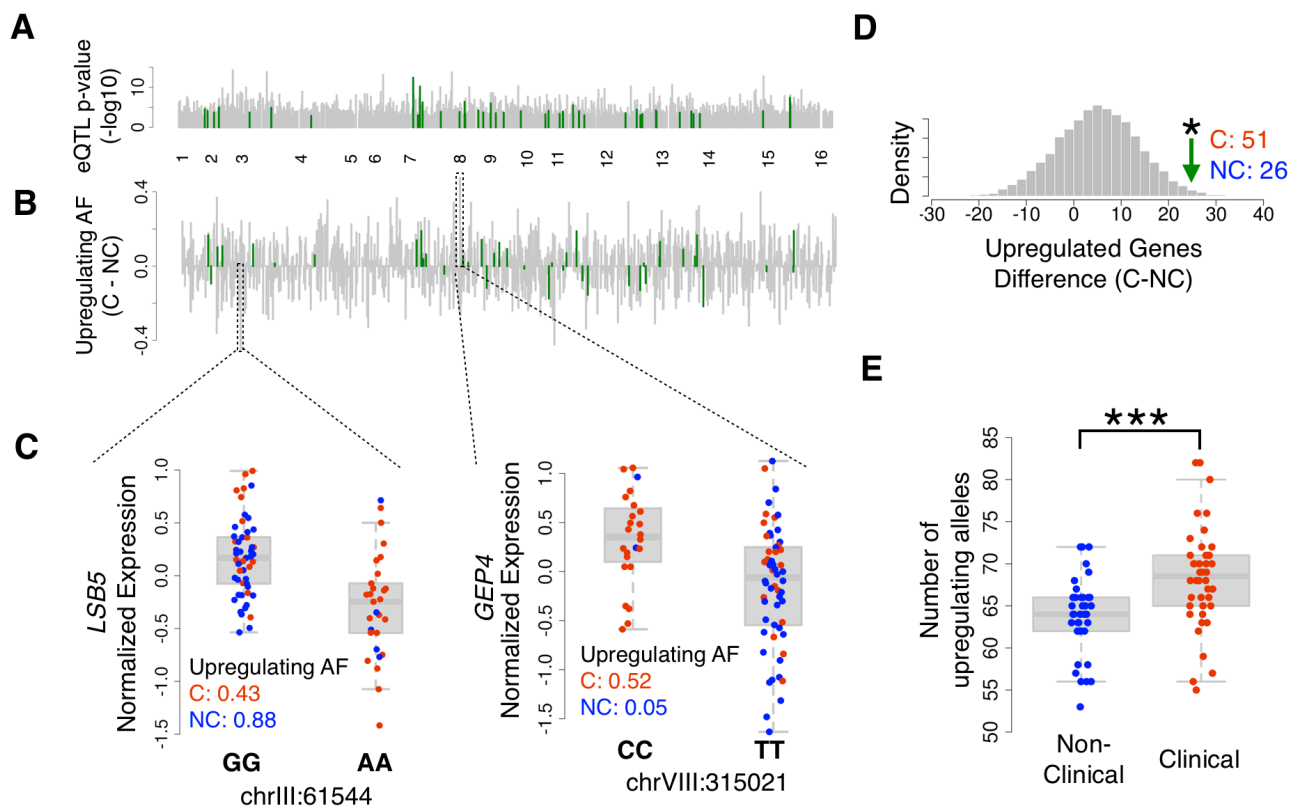 A
eQTL p-value
(-log10)
0 10
1 2 3 4 5 6 7 8 9 10 11 12 13 14 15 16
B
Upregulating AF
(C - NC)
-0.4 0.0 0.4
C
LSB5
Normalized Expression
1.0
0.5
0.0
-0.5
-1.0
-1.5
Upregulating AF
C: 0.43
NC: 0.88
GG AA
chrIII:61544
GEP4
Normalized Expression
1.0
0.5
0.0
-0.5
-1.0
-1.5
Upregulating AF
C: 0.52
NC: 0.05
CC TT
chrVIII:315021
D
Density
*
C: 51
NC: 26
-30 -20 -10 0 10 20 30 40
Upregulated Genes
Difference (C-NC)
E
Number of
upregulating alleles
***
85
80
75
70
65
60
55
50
Non-
Clinical
Clinical